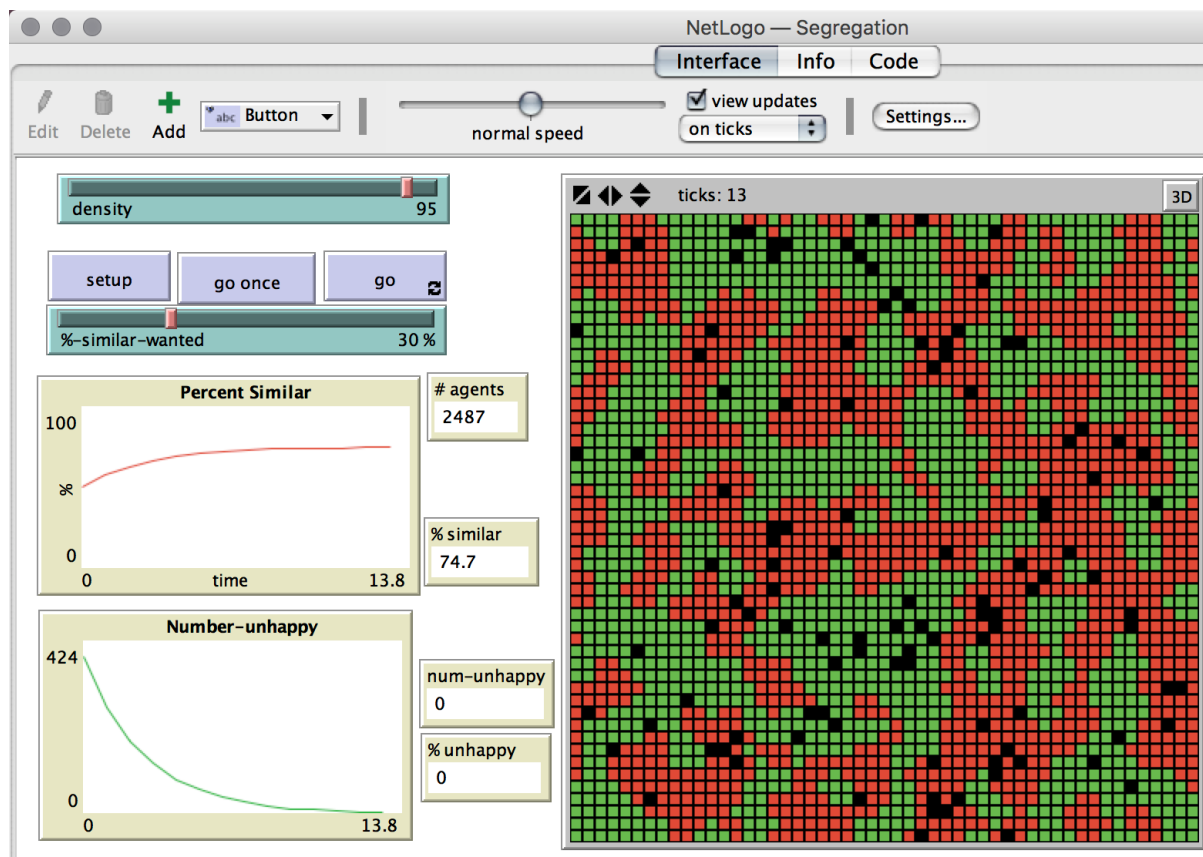 NetLogo — Segregation
Interface Info Code
Edit Delete Add abc Button normal speed view updates on ticks Settings...
density 95
ticks: 13 3D
setup go once go
%-similar-wanted 30 %
Percent Similar
100
%
0
0 time 13.8
# agents
2487
% similar
74.7
Number-unhappy
424
0
0 13.8
num-unhappy
0
% unhappy
0